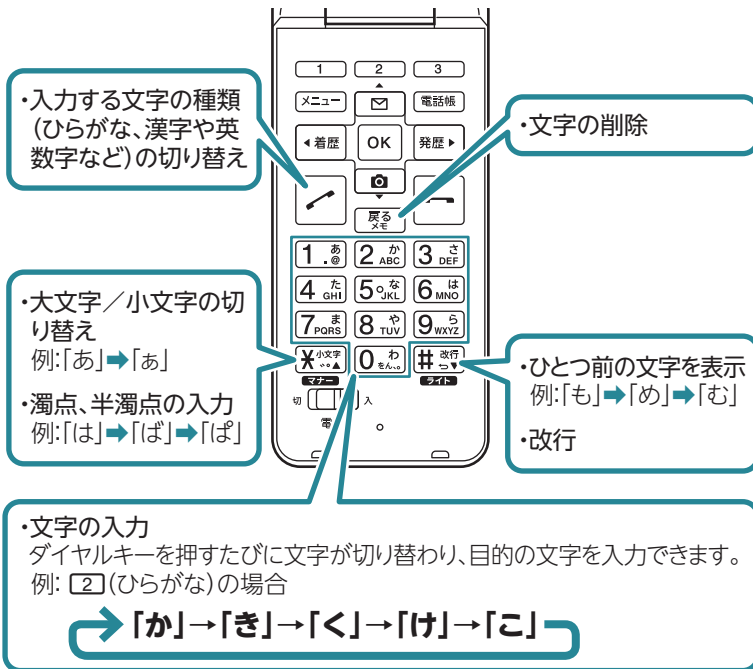 1 2 3
メニュー
電話帳
着歴
OK
発歴
戻る
メモ
1 . あ @
2 か ABC
3 さ DEF
4 た GHI
5 な JKL
6 は MNO
7 ま PQRS
8 や TUV
9 ら WXYZ
小文字
0 わ をん、。
# 改行
マナー
ライト
切 入
電
・入力する文字の種類
(ひらがな、漢字や英
数字など)の切り替え
・文字の削除
・大文字／小文字の切
り替え
例:「あ」➡「ぁ」
・濁点、半濁点の入力
例:「は」➡「ば」➡「ぱ」
・ひとつ前の文字を表示
例:「も」➡「め」➡「む」
・改行
・文字の入力
ダイヤルキーを押すたびに文字が切り替わり、目的の文字を入力できます。
例: 2(ひらがな)の場合
「か」→「き」→「く」→「け」→「こ」